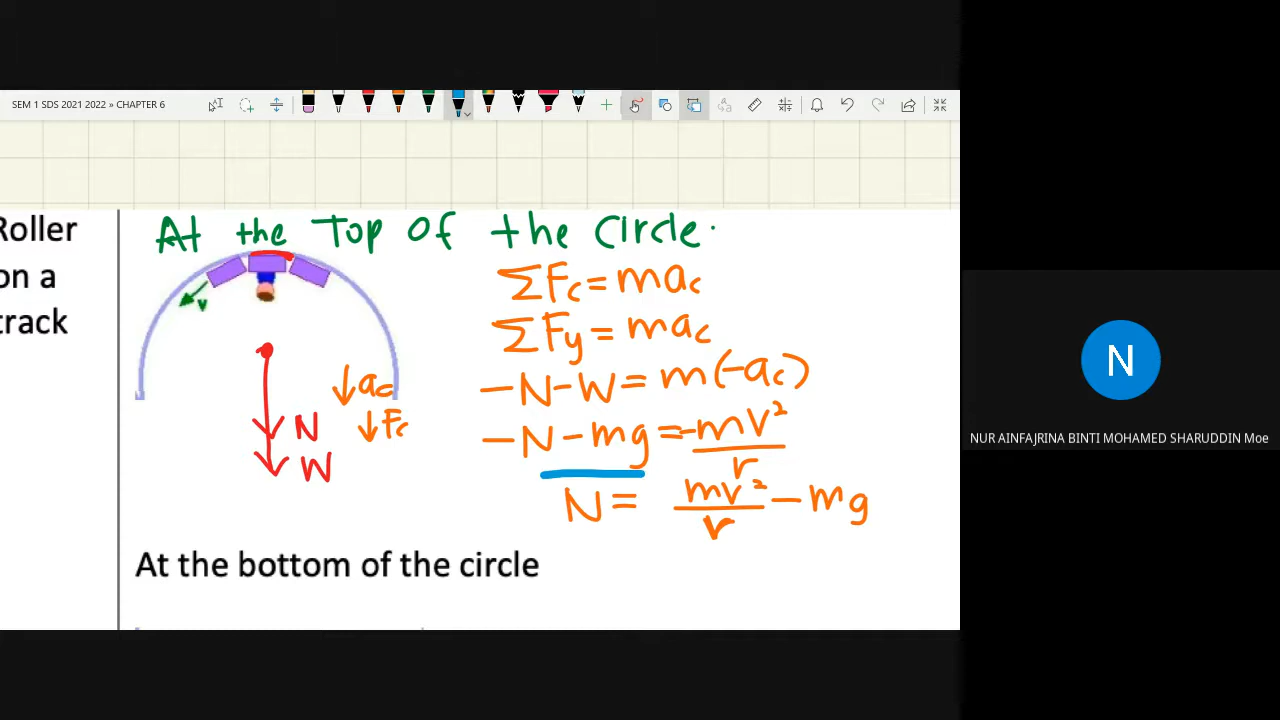 SEM 1 SDS 2021 2022 » CHAPTER 6
Roller
on a
track
At the Top of the Circle.
v
↓ ac
↓ Fc
N
W
ΣFc = mac
ΣFy = mac
-N-W = m(-ac)
-N-mg = -mv²/r
N = mv²/r - mg
At the bottom of the circle
N
NUR AINFAJRINA BINTI MOHAMED SHARUDDIN Moe